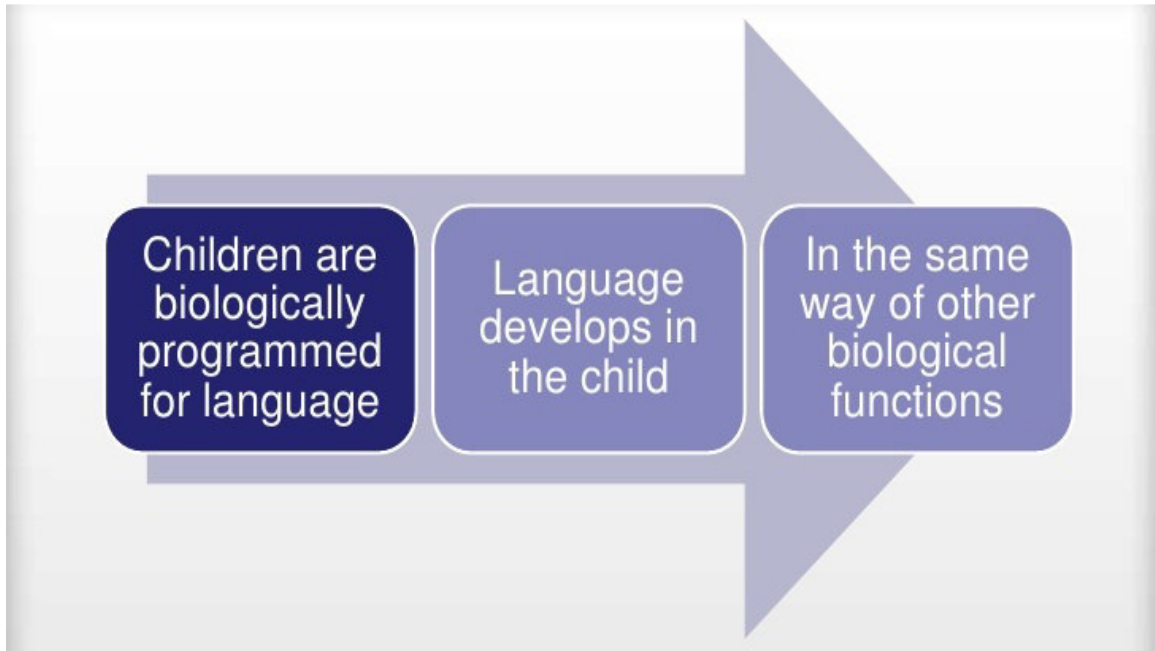 Children are
biologically
programmed
for language
Language
develops in
the child
In the same
way of other
biological
functions